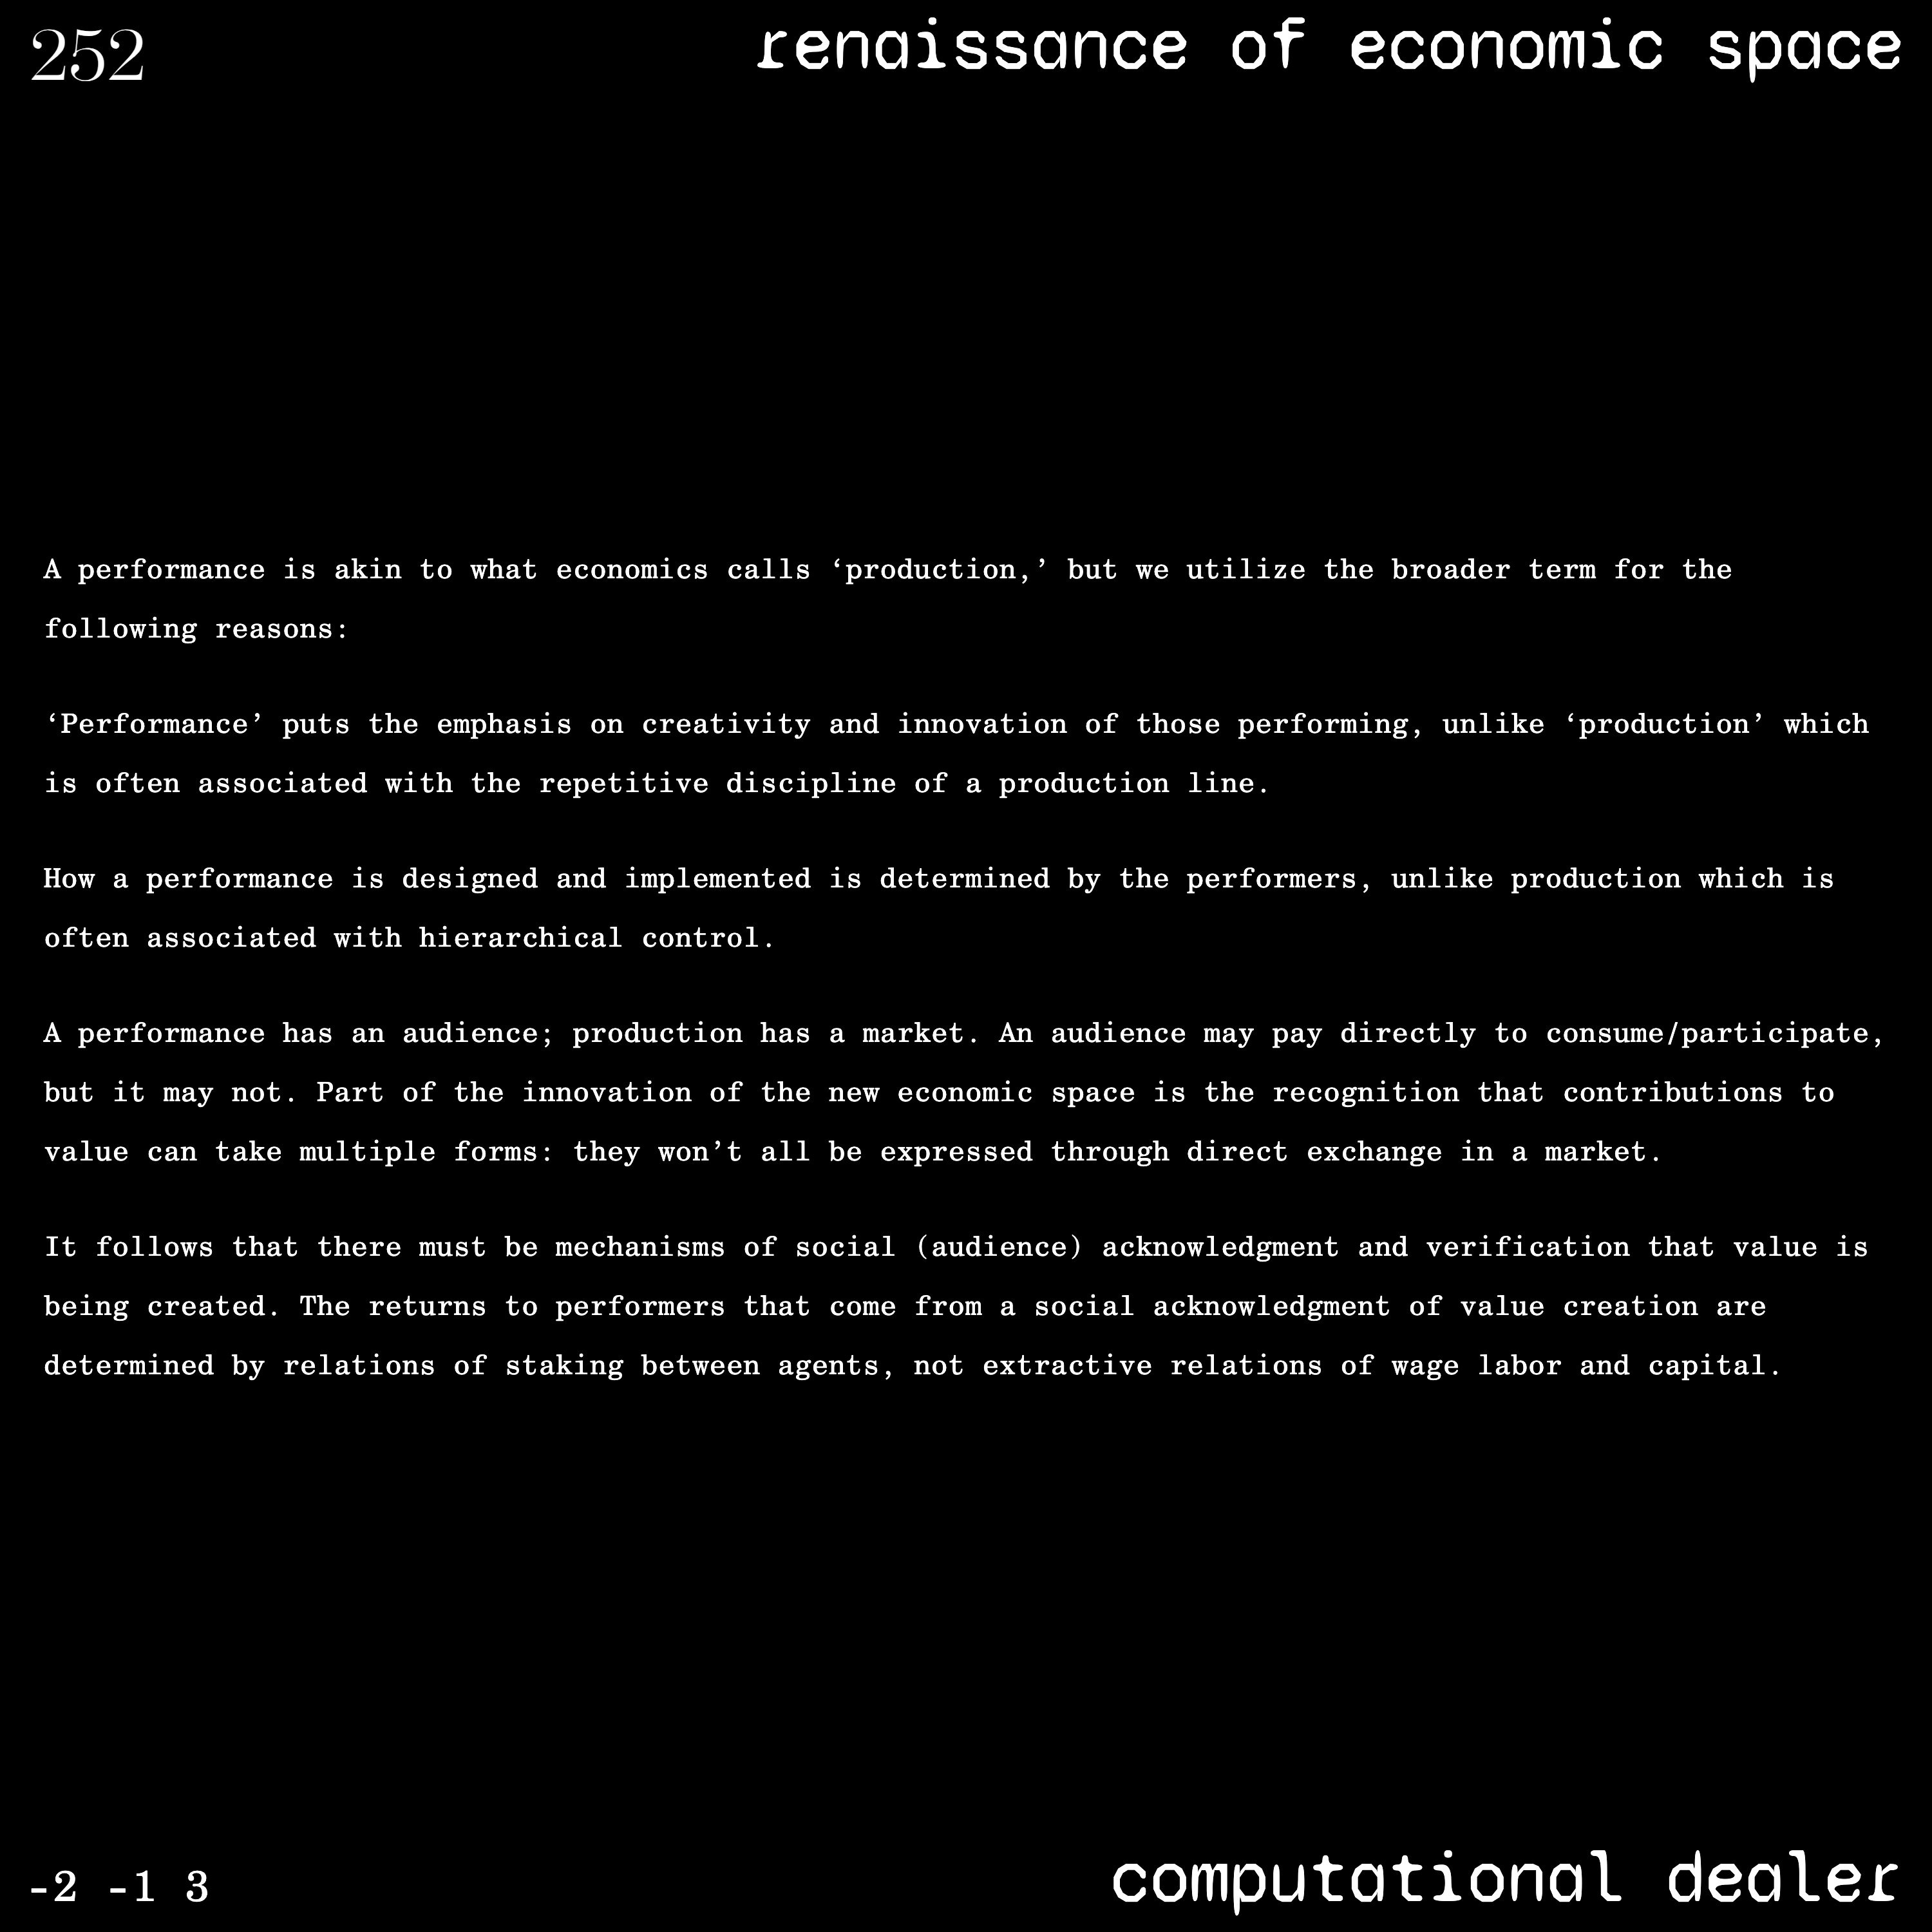 252
renaissance of economic space
A performance is akin to what economics calls ‘production,’ but we utilize the broader term for the
following reasons:
‘Performance’ puts the emphasis on creativity and innovation of those performing, unlike ‘production’ which
is often associated with the repetitive discipline of a production line.
How a performance is designed and implemented is determined by the performers, unlike production which is
often associated with hierarchical control.
A performance has an audience; production has a market. An audience may pay directly to consume/participate,
but it may not. Part of the innovation of the new economic space is the recognition that contributions to
value can take multiple forms: they won’t all be expressed through direct exchange in a market.
It follows that there must be mechanisms of social (audience) acknowledgment and verification that value is
being created. The returns to performers that come from a social acknowledgment of value creation are
determined by relations of staking between agents, not extractive relations of wage labor and capital.
-2 -1 3
computational dealer